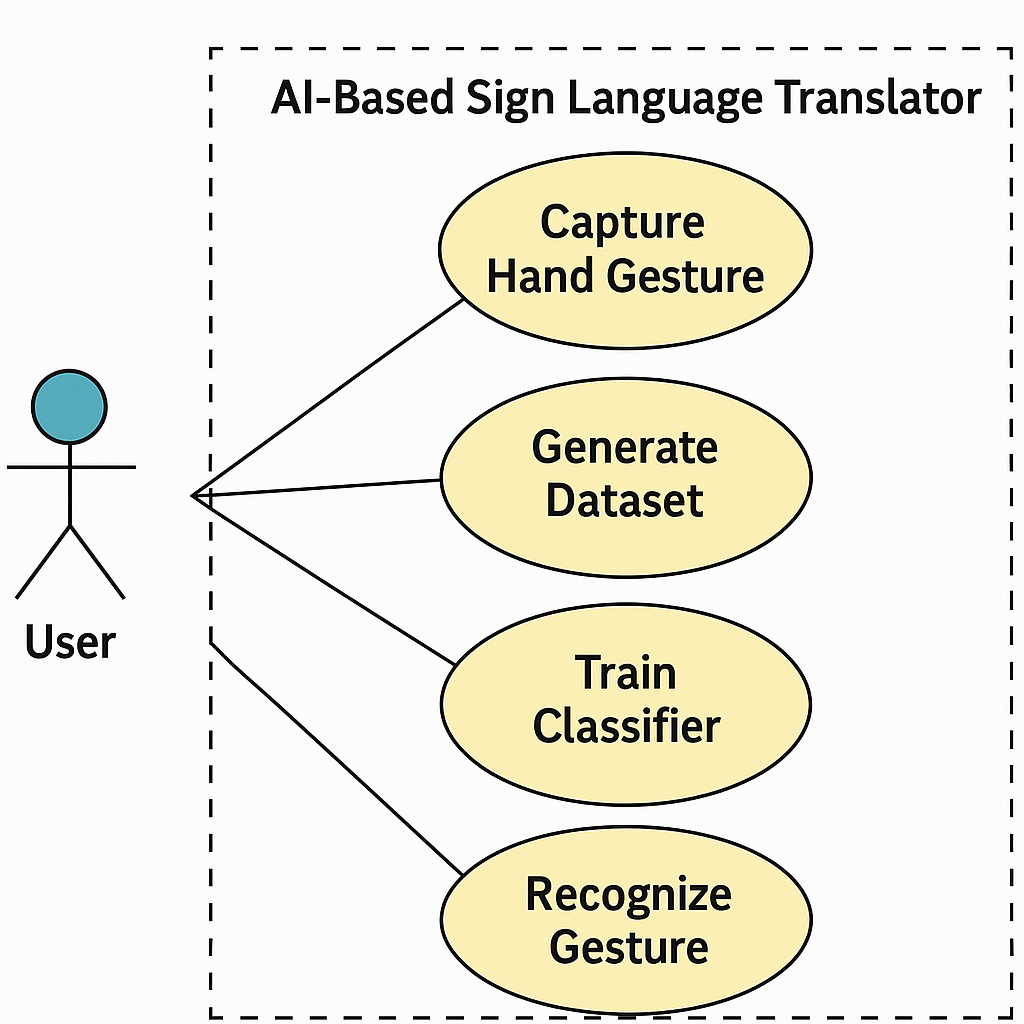 AI-Based Sign Language Translator
Capture
Hand Gesture
Generate
Dataset
Train
Classifier
Recognize
Gesture
User